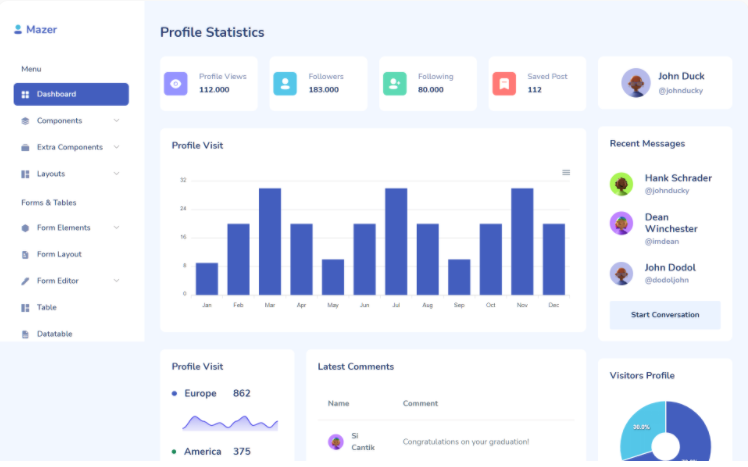 Mazer
Profile Statistics
Menu
Dashboard
Components
Extra Components
Layouts
Forms & Tables
Form Elements
Form Layout
Form Editor
Table
Datatable
Profile Views
112.000
Followers
183.000
Following
80.000
Saved Post
112
John Duck
@johnducky
Profile Visit
32
24
16
8
0
Jan Feb Mar Apr May Jun Jul Aug Sep Oct Nov Dec
Recent Messages
Hank Schrader
@johnducky
Dean
Winchester
@imdean
John Dodol
@dodoljohn
Start Conversation
Profile Visit
Europe 862
America 375
Latest Comments
Name Comment
Si
Cantik
Congratulations on your graduation!
Visitors Profile
30.0%